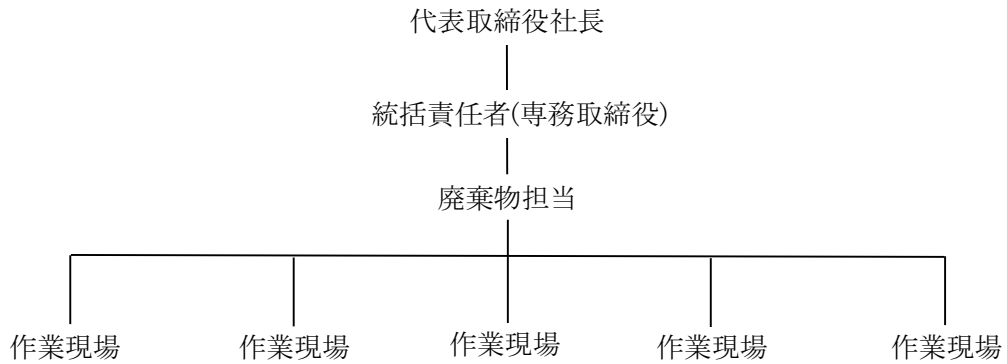 代表取締役社長
統括責任者(専務取締役)
廃棄物担当
作業現場 作業現場 作業現場 作業現場 作業現場